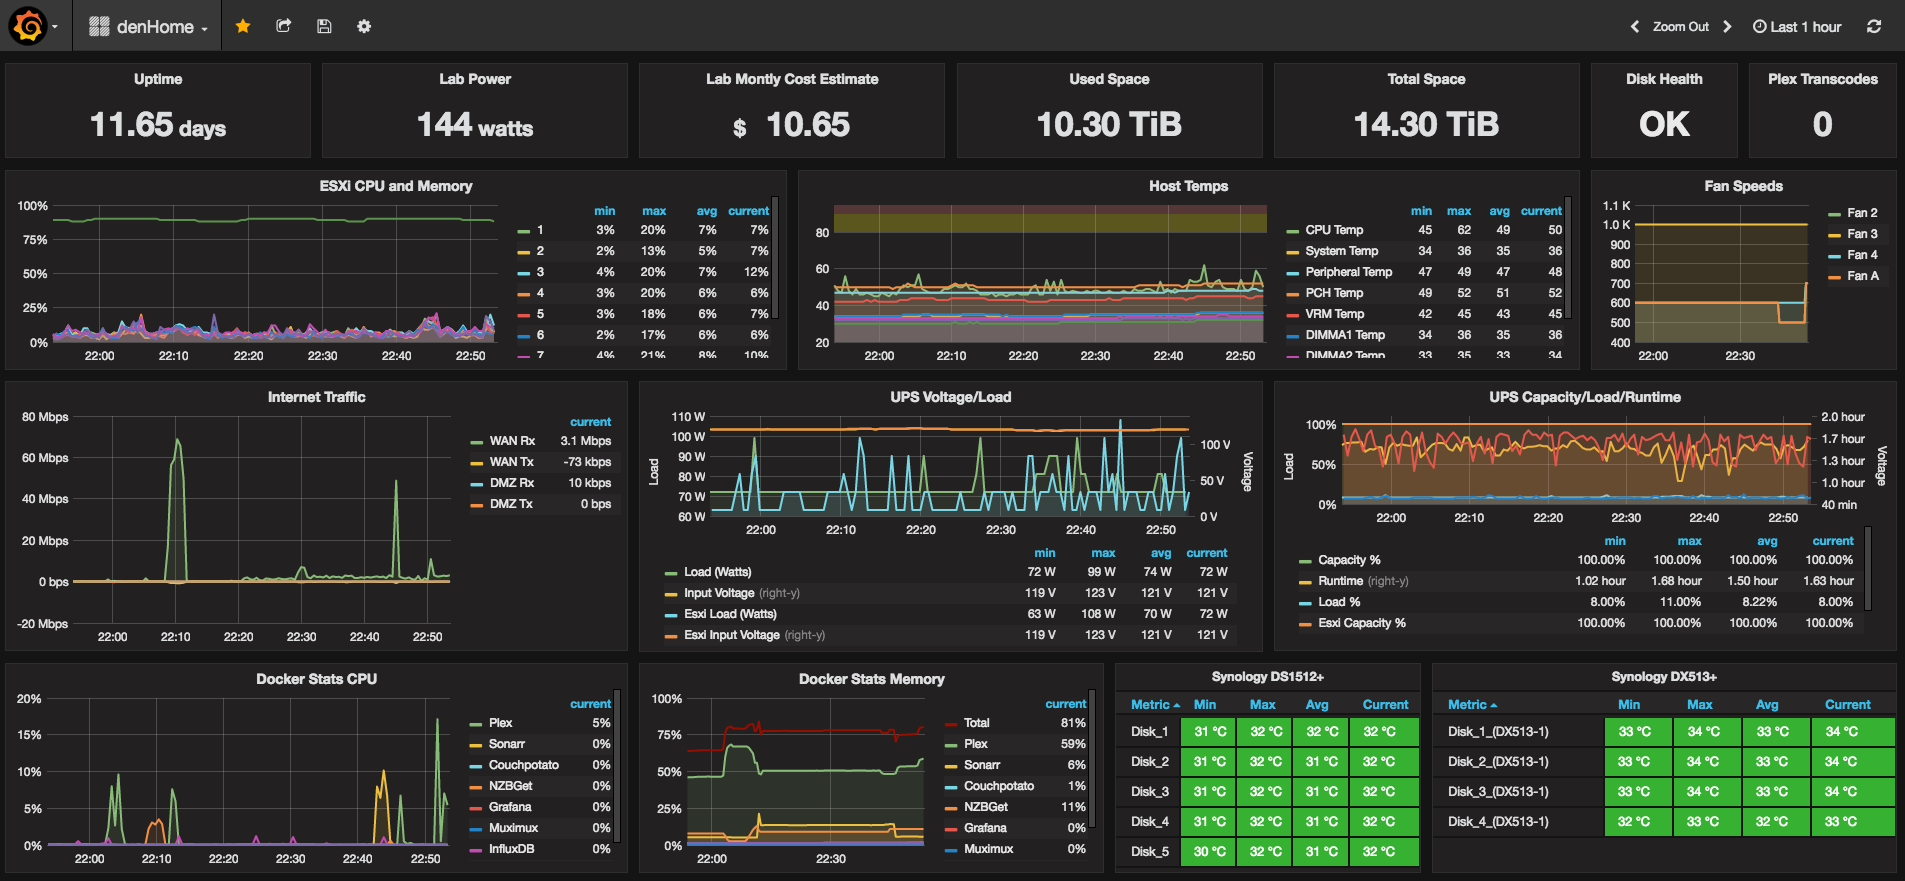 denHome
Zoom Out
Last 1 hour
Uptime
11.65 days
Lab Power
144 watts
Lab Montly Cost Estimate
$ 10.65
Used Space
10.30 TiB
Total Space
14.30 TiB
Disk Health
OK
Plex Transcodes
0
ESXi CPU and Memory
100%
75%
50%
25%
0%
22:00 22:10 22:20 22:30 22:40 22:50
min max avg current
1 3% 20% 7% 7%
2 2% 13% 5% 7%
3 4% 20% 7% 12%
4 3% 20% 6% 6%
5 3% 18% 6% 7%
6 2% 17% 6% 6%
7 4% 21% 8% 10%
Host Temps
80
60
40
20
22:00 22:10 22:20 22:30 22:40 22:50
min max avg current
CPU Temp 45 62 49 50
System Temp 34 36 35 36
Peripheral Temp 47 49 47 48
PCH Temp 49 52 51 52
VRM Temp 42 45 43 45
DIMMA1 Temp 34 36 35 36
DIMMA2 Temp 33 35 33 34
Fan Speeds
1.1 K
1.0 K
900
800
700
600
500
400
22:00 22:30
Fan 2
Fan 3
Fan 4
Fan A
Internet Traffic
80 Mbps
60 Mbps
40 Mbps
20 Mbps
0 bps
-20 Mbps
22:00 22:10 22:20 22:30 22:40 22:50
current
WAN Rx 3.1 Mbps
WAN Tx -73 kbps
DMZ Rx 10 kbps
DMZ Tx 0 bps
UPS Voltage/Load
Load
110 W
100 W
90 W
80 W
70 W
60 W
100 V
50 V
0 V
Voltage
22:00 22:10 22:20 22:30 22:40 22:50
min max avg current
Load (Watts) 72 W 99 W 74 W 72 W
Input Voltage (right-y) 119 V 123 V 121 V 121 V
Esxi Load (Watts) 63 W 108 W 70 W 72 W
Esxi Input Voltage (right-y) 119 V 123 V 121 V 121 V
UPS Capacity/Load/Runtime
Load
100%
50%
0%
2.0 hour
1.7 hour
1.3 hour
1.0 hour
40 min
Voltage
22:00 22:10 22:20 22:30 22:40 22:50
min max avg current
Capacity % 100.00% 100.00% 100.00% 100.00%
Runtime (right-y) 1.02 hour 1.68 hour 1.50 hour 1.63 hour
Load % 8.00% 11.00% 8.22% 8.00%
Esxi Capacity % 100.00% 100.00% 100.00% 100.00%
Docker Stats CPU
20%
15%
10%
5%
0%
22:00 22:10 22:20 22:30 22:40 22:50
current
Plex 5%
Sonarr 0%
Couchpotato 0%
NZBGet 0%
Grafana 0%
Muximux 0%
InfluxDB 0%
Docker Stats Memory
100%
75%
50%
25%
0%
22:00 22:30
current
Total 81%
Plex 59%
Sonarr 6%
Couchpotato 1%
NZBGet 11%
Grafana 0%
Muximux 0%
Synology DS1512+
Metric Min Max Avg Current
Disk_1 31 °C 32 °C 32 °C 32 °C
Disk_2 31 °C 32 °C 31 °C 32 °C
Disk_3 31 °C 32 °C 31 °C 32 °C
Disk_4 31 °C 32 °C 32 °C 32 °C
Disk_5 30 °C 32 °C 31 °C 32 °C
Synology DX513+
Metric Min Max Avg Current
Disk_1_(DX513-1) 33 °C 34 °C 33 °C 34 °C
Disk_2_(DX513-1) 33 °C 34 °C 33 °C 34 °C
Disk_3_(DX513-1) 33 °C 34 °C 33 °C 34 °C
Disk_4_(DX513-1) 32 °C 33 °C 32 °C 33 °C